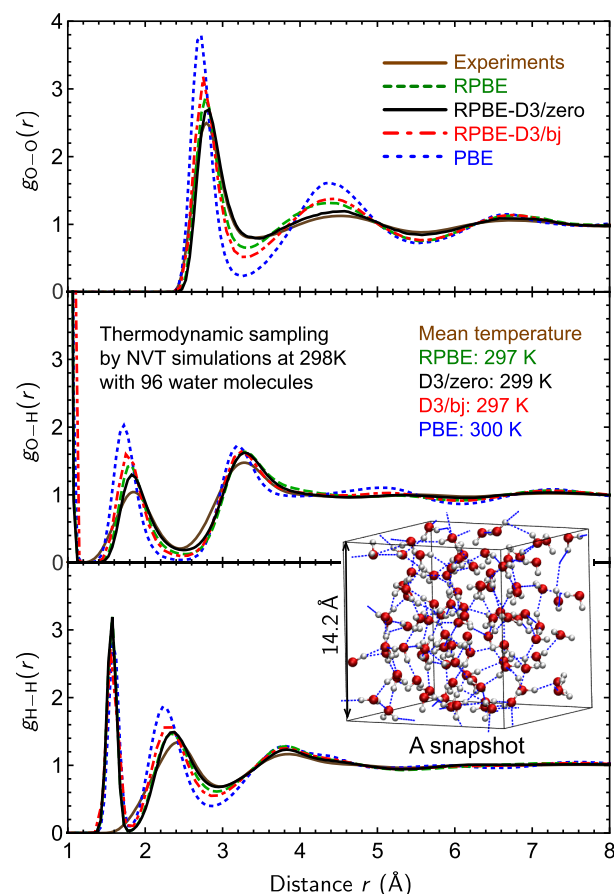 4
3
2
1
0
g_{O−O}(r)
Experiments
RPBE
RPBE-D3/zero
RPBE-D3/bj
PBE
3
2
1
0
g_{O−H}(r)
Thermodynamic sampling
by NVT simulations at 298K
with 96 water molecules
Mean temperature
RPBE: 297 K
D3/zero: 299 K
D3/bj: 297 K
PBE: 300 K
3
2
1
0
g_{H−H}(r)
14.2 Å
A snapshot
1 2 3 4 5 6 7 8
Distance r (Å)